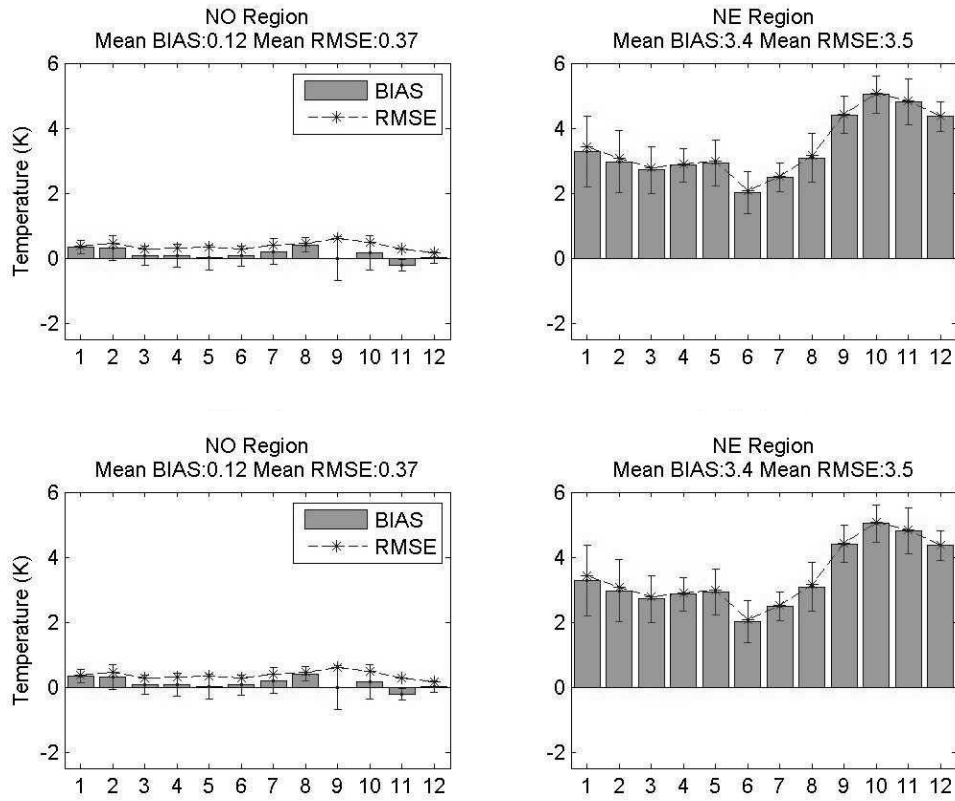 NO Region
Mean BIAS:0.12 Mean RMSE:0.37
6
4
2
0
-2
Temperature (K)
BIAS
RMSE
1 2 3 4 5 6 7 8 9 10 11 12
NE Region
Mean BIAS:3.4 Mean RMSE:3.5
6
4
2
0
-2
1 2 3 4 5 6 7 8 9 10 11 12
NO Region
Mean BIAS:0.12 Mean RMSE:0.37
6
4
2
0
-2
Temperature (K)
BIAS
RMSE
1 2 3 4 5 6 7 8 9 10 11 12
NE Region
Mean BIAS:3.4 Mean RMSE:3.5
6
4
2
0
-2
1 2 3 4 5 6 7 8 9 10 11 12